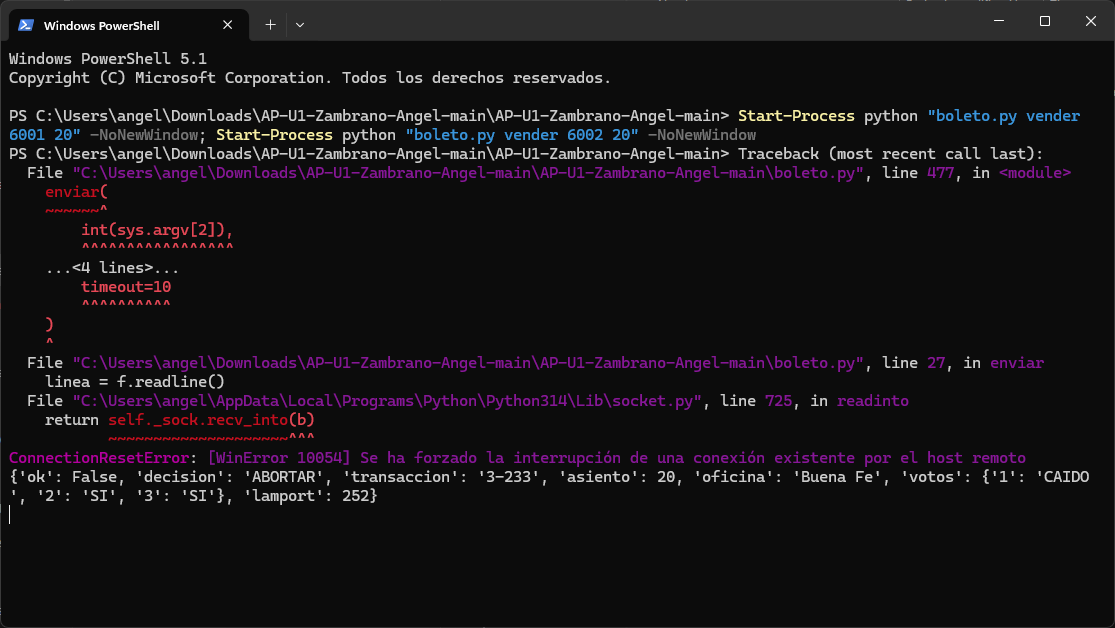 Windows PowerShell
Windows PowerShell 5.1
Copyright (C) Microsoft Corporation. Todos los derechos reservados.
PS C:\Users\angel\Downloads\AP-U1-Zambrano-Angel-main\AP-U1-Zambrano-Angel-main> Start-Process python "boleto.py vender
6001 20" -NoNewWindow; Start-Process python "boleto.py vender 6002 20" -NoNewWindow
PS C:\Users\angel\Downloads\AP-U1-Zambrano-Angel-main\AP-U1-Zambrano-Angel-main> Traceback (most recent call last):
  File "C:\Users\angel\Downloads\AP-U1-Zambrano-Angel-main\AP-U1-Zambrano-Angel-main\boleto.py", line 477, in <module>
    enviar(
    ~~~~~~^
        int(sys.argv[2]),
        ^^^^^^^^^^^^^^^^^
    ...<4 lines>...
        timeout=10
        ^^^^^^^^^^
    )
    ^
  File "C:\Users\angel\Downloads\AP-U1-Zambrano-Angel-main\AP-U1-Zambrano-Angel-main\boleto.py", line 27, in enviar
    linea = f.readline()
  File "C:\Users\angel\AppData\Local\Programs\Python\Python314\Lib\socket.py", line 725, in readinto
    return self._sock.recv_into(b)
           ~~~~~~~~~~~~~~~~~~~~^^^
ConnectionResetError: [WinError 10054] Se ha forzado la interrupción de una conexión existente por el host remoto
{'ok': False, 'decision': 'ABORTAR', 'transaccion': '3-233', 'asiento': 20, 'oficina': 'Buena Fe', 'votos': {'1': 'CAIDO
', '2': 'SI', '3': 'SI'}, 'lamport': 252}